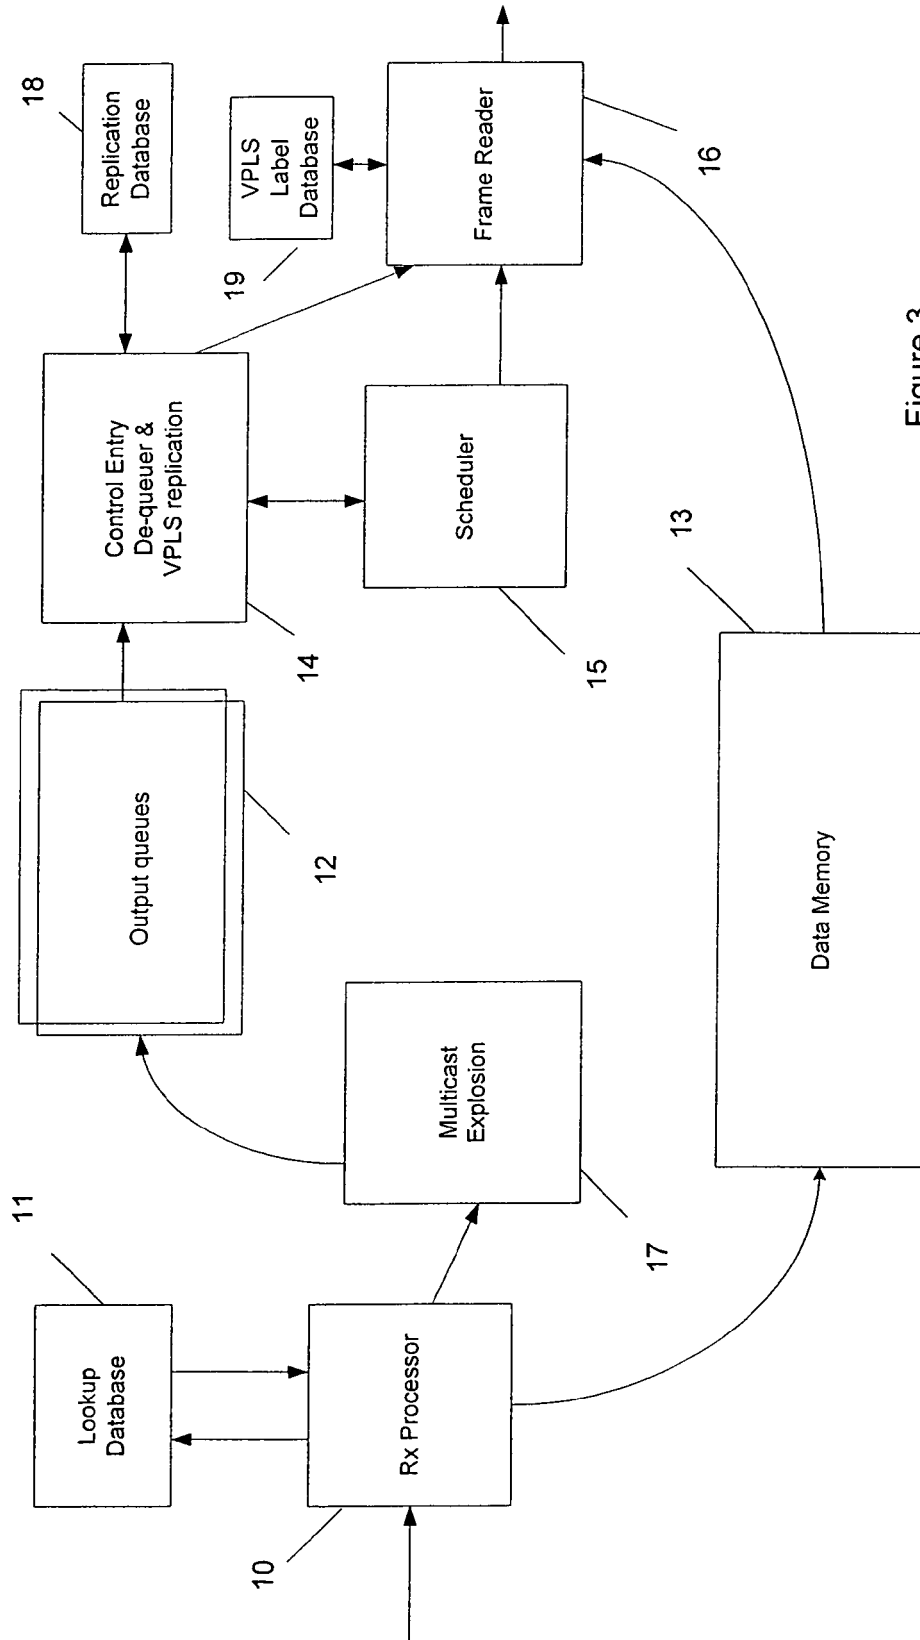 11
Lookup
Database
10
Rx Processor
17
Multicast
Explosion
12
Output queues
14
Control Entry
De-queuer &
VPLS replication
18
Replication
Database
19
VPLS
Label
Database
15
Scheduler
16
Frame Reader
13
Data Memory
Figure 3